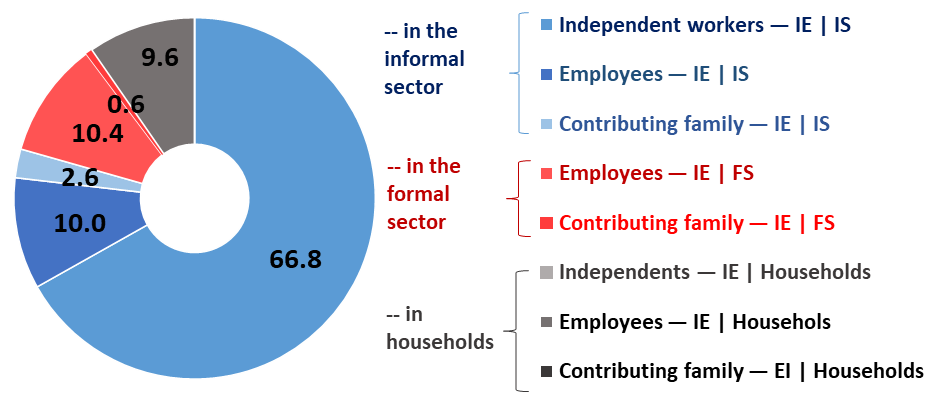 9.6
0.6
10.4
2.6
10.0
66.8
-- in the
informal
sector
Independent workers — IE | IS
Employees — IE | IS
Contributing family — IE | IS
-- in the
formal
sector
Employees — IE | FS
Contributing family — IE | FS
-- in
households
Independents — IE | Households
Employees — IE | Househols
Contributing family — EI | Households